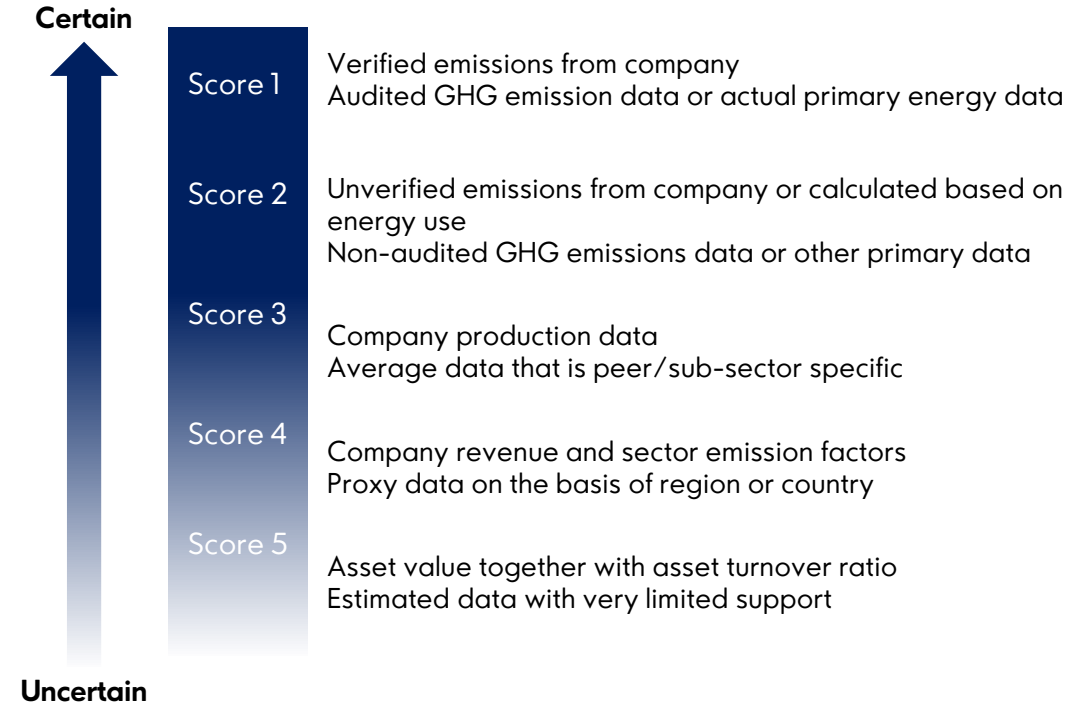 Certain
Score 1
Verified emissions from company
Audited GHG emission data or actual primary energy data
Score 2
Unverified emissions from company or calculated based on
energy use
Non-audited GHG emissions data or other primary data
Score 3
Company production data
Average data that is peer/sub-sector specific
Score 4
Company revenue and sector emission factors
Proxy data on the basis of region or country
Score 5
Asset value together with asset turnover ratio
Estimated data with very limited support
Uncertain